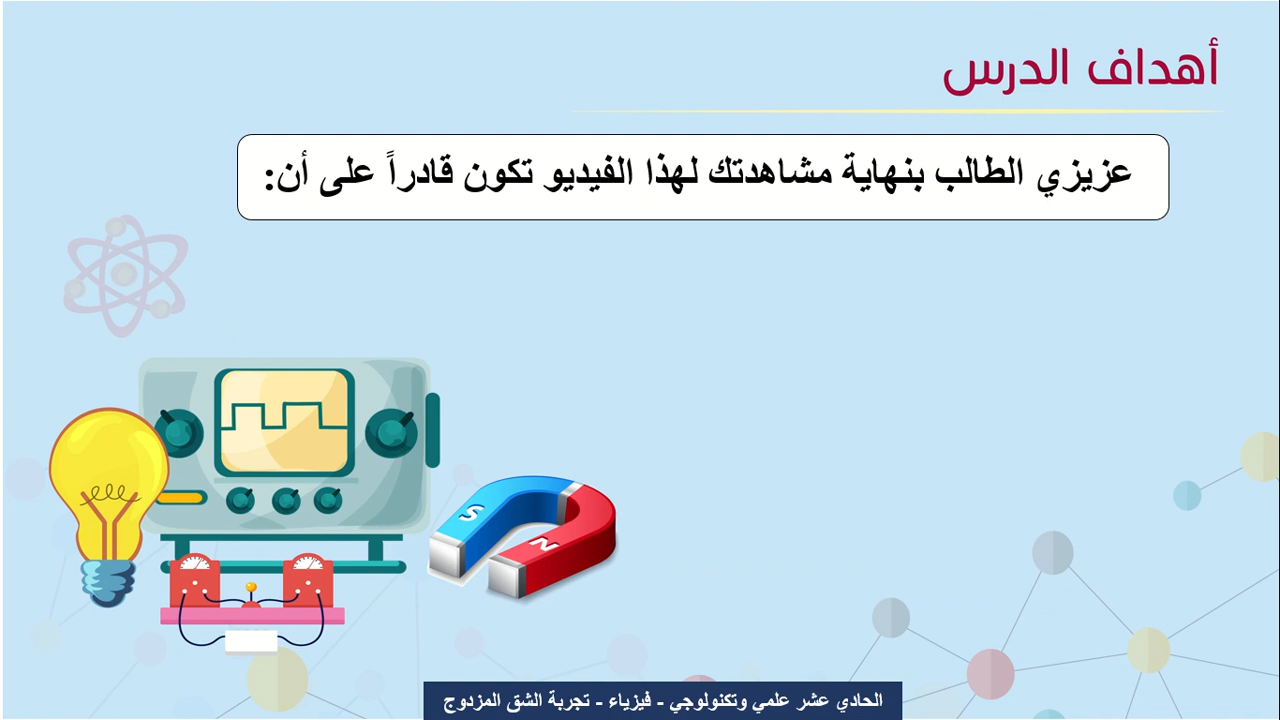 أهداف الدرس
عزيزي الطالب بنهاية مشاهدتك لهذا الفيديو تكون قادراً على أن:
S
N
الحادي عشر علمي وتكنولوجي - فيزياء - تجربة الشق المزدوج